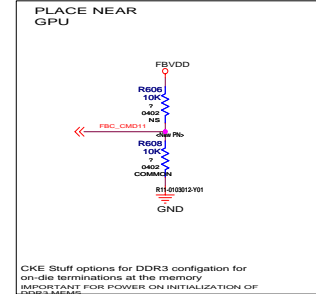 PLACE NEAR
GPU
FBVDD
R606
10K
?
0402
NS
FBC_CMD11
<New PN>
R608
10K
?
0402
COMMON
R11-0103012-Y01
GND
CKE Stuff options for DDR3 configation for
on-die terminations at the memory
IMPORTANT FOR POWER ON INITIALIZATION OF
DDR3 MEMS